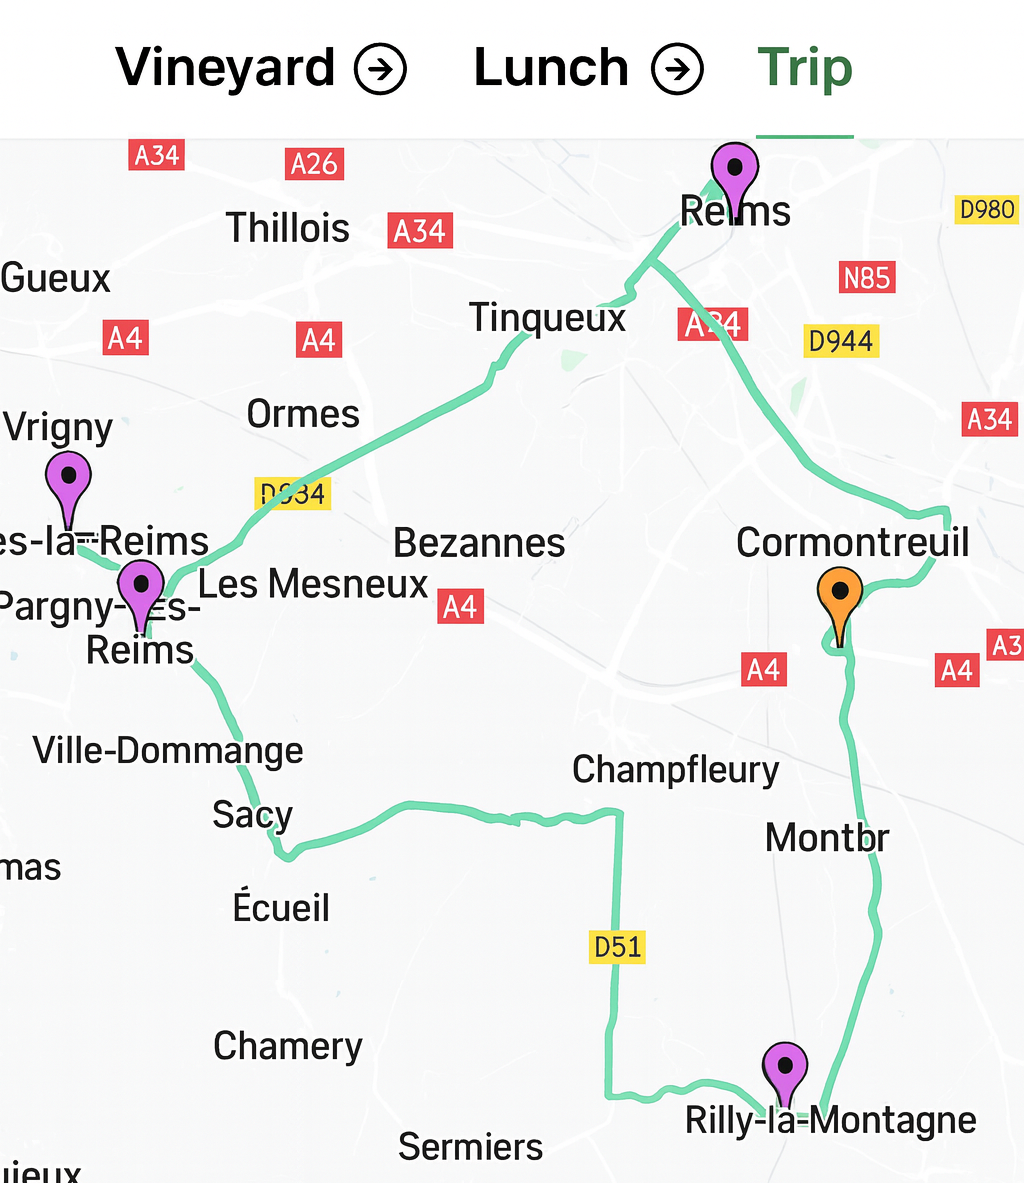 Vineyard Lunch Trip
A34
A26
Reims
D980
Thillois
A34
Gueux
N85
Tinqueux
A34
A4
A4
D944
Ormes
A34
Vrigny
D934
es-la-Reims
Bezannes
Cormontreuil
Les Mesneux
Pargny-Les-
Reims
A4
A3
A4
A4
Ville-Dommange
Champfleury
Sacy
Montbr
mas
Écueil
D51
Chamery
Rilly-la-Montagne
Sermiers
uieux